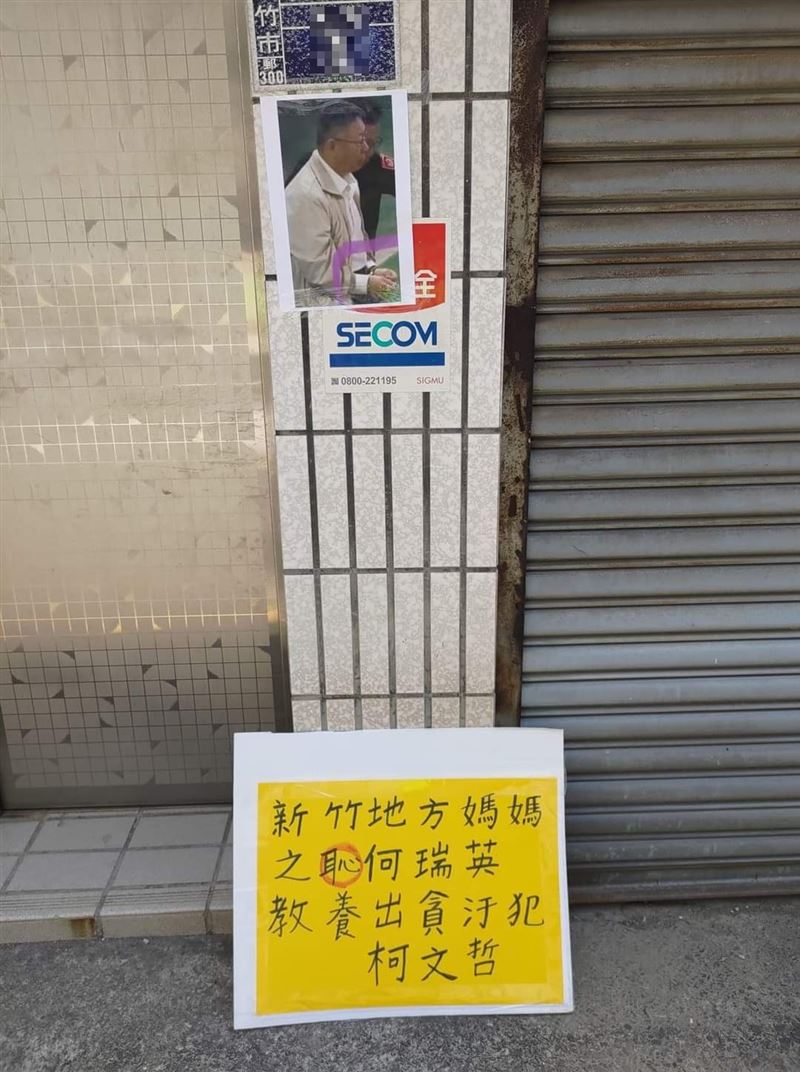 竹市
郵
300
全
SECOM
0800-221195 SIGMU
新竹地方媽媽
之恥何瑞英
教養出貪汙犯
柯文哲